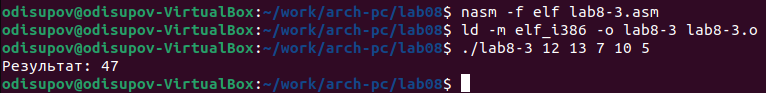 odisupov@odisupov-VirtualBox:~/work/arch-pc/lab08$ nasm -f elf lab8-3.asm
odisupov@odisupov-VirtualBox:~/work/arch-pc/lab08$ ld -m elf_i386 -o lab8-3 lab8-3.o
odisupov@odisupov-VirtualBox:~/work/arch-pc/lab08$ ./lab8-3 12 13 7 10 5
Результат: 47
odisupov@odisupov-VirtualBox:~/work/arch-pc/lab08$